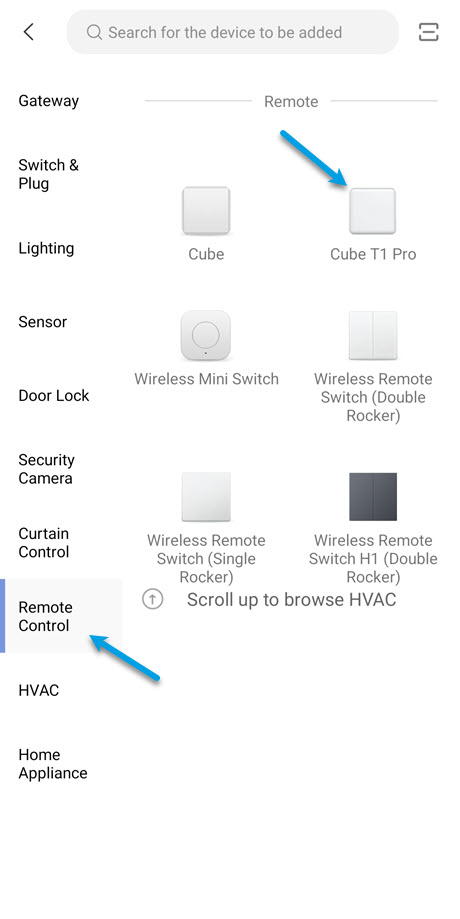 Search for the device to be added
Gateway
Switch &
Plug
Lighting
Sensor
Door Lock
Security
Camera
Curtain
Control
Remote
Control
HVAC
Home
Appliance
Remote
Cube
Cube T1 Pro
Wireless Mini Switch
Wireless Remote
Switch (Double
Rocker)
Wireless Remote
Switch (Single
Rocker)
Wireless Remote
Switch H1 (Double
Rocker)
Scroll up to browse HVAC